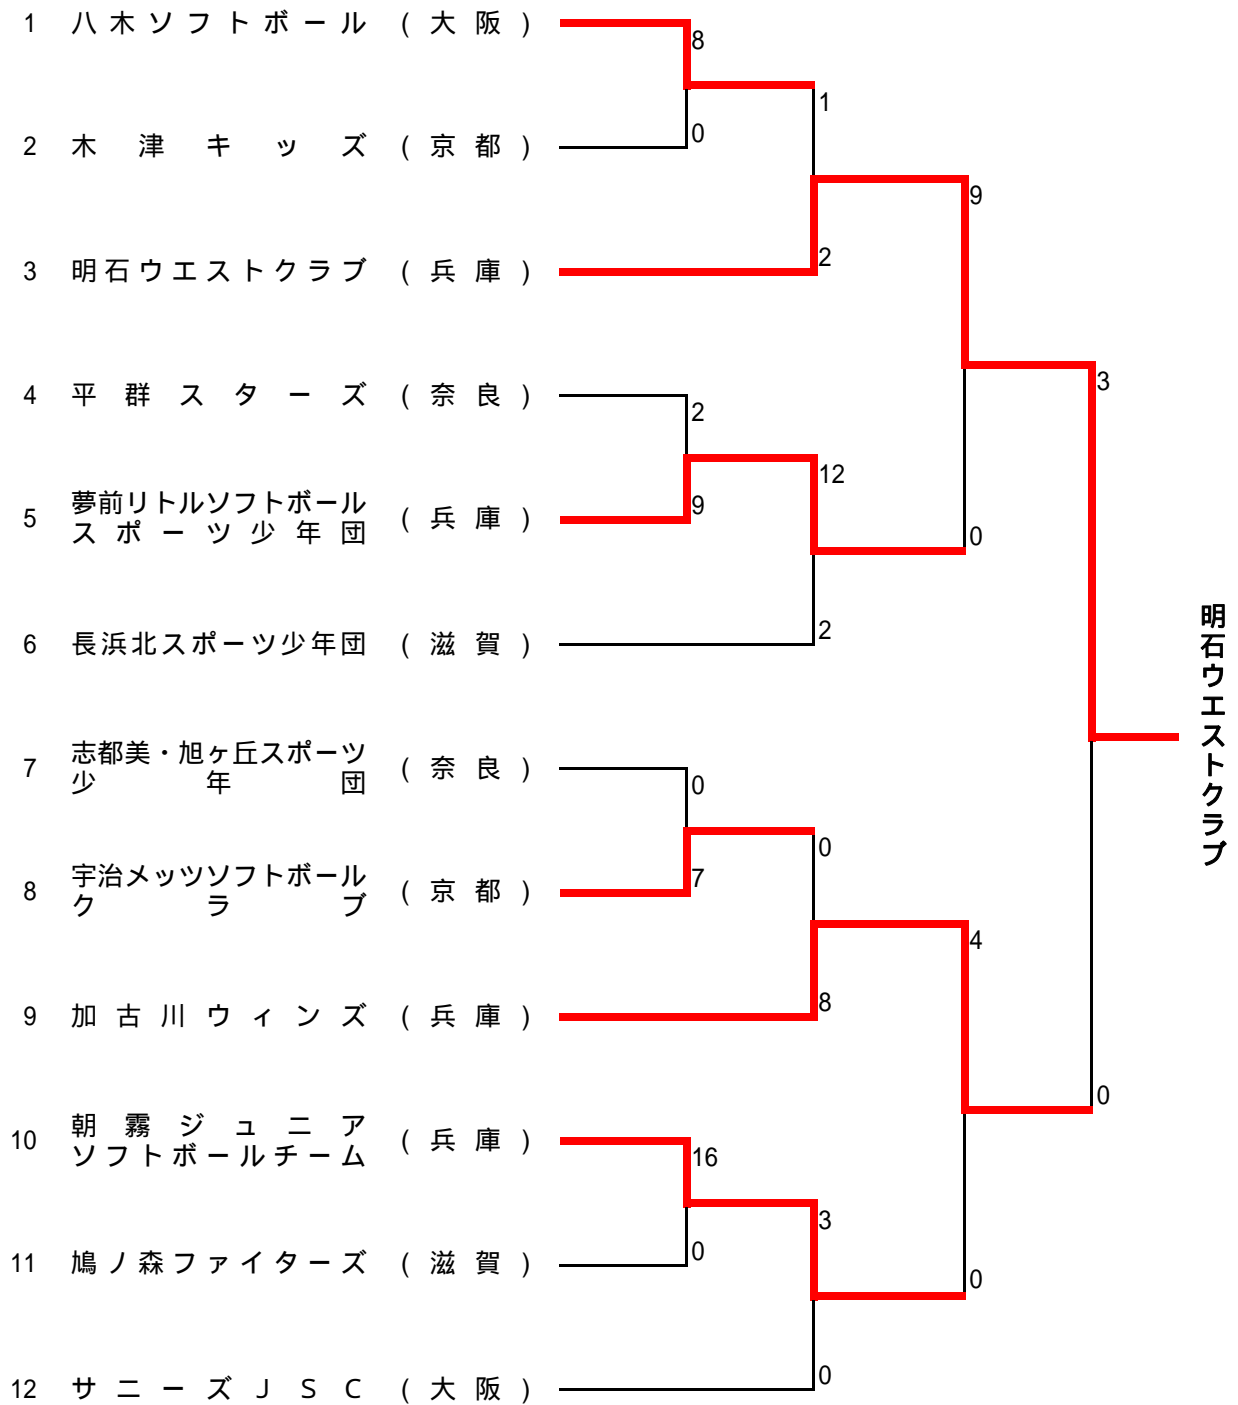 1 八木ソフトボール (大阪)
8
1
2 木津キッズ (京都)
0
9
3 明石ウエストクラブ (兵庫)
2
3
4 平群スターズ (奈良)
2
12
5 夢前リトルソフトボール
スポーツ少年団 (兵庫)
9
0
6 長浜北スポーツ少年団 (滋賀)
2
明石ウエストクラブ
7 志都美・旭ヶ丘スポーツ
少年団 (奈良)
0
0
8 宇治メッツソフトボール
クラブ (京都)
7
4
9 加古川ウィンズ (兵庫)
8
0
10 朝霧ジュニア
ソフトボールチーム (兵庫)
16
3
11 鳩ノ森ファイターズ (滋賀)
0
0
12 サニーズJSC (大阪)
0